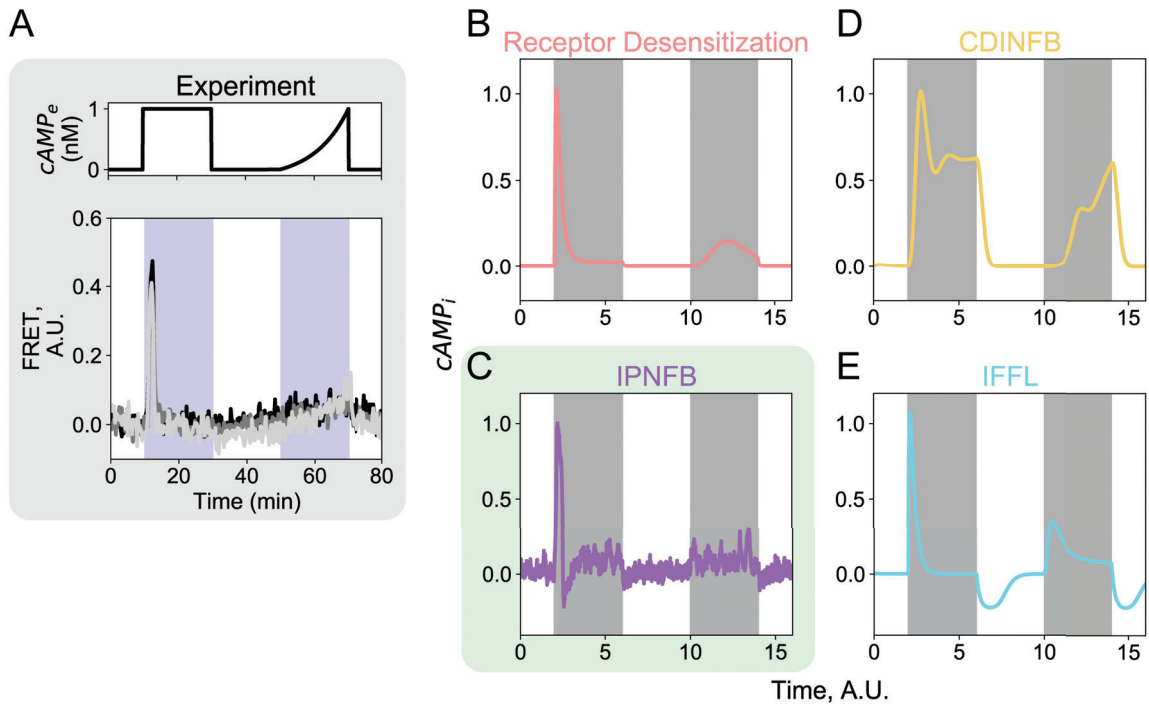 A
Experiment
cAMPe
(nM)
1
0
FRET,
A.U.
0.6
0.4
0.2
0.0
0 20 40 60 80
Time (min)
B
Receptor Desensitization
1.0
0.5
0.0
0 5 10 15
D
CDINFB
1.0
0.5
0.0
0 5 10 15
cAMPi
C
IPNFB
1.0
0.5
0.0
0 5 10 15
E
IFFL
1.0
0.5
0.0
0 5 10 15
Time, A.U.